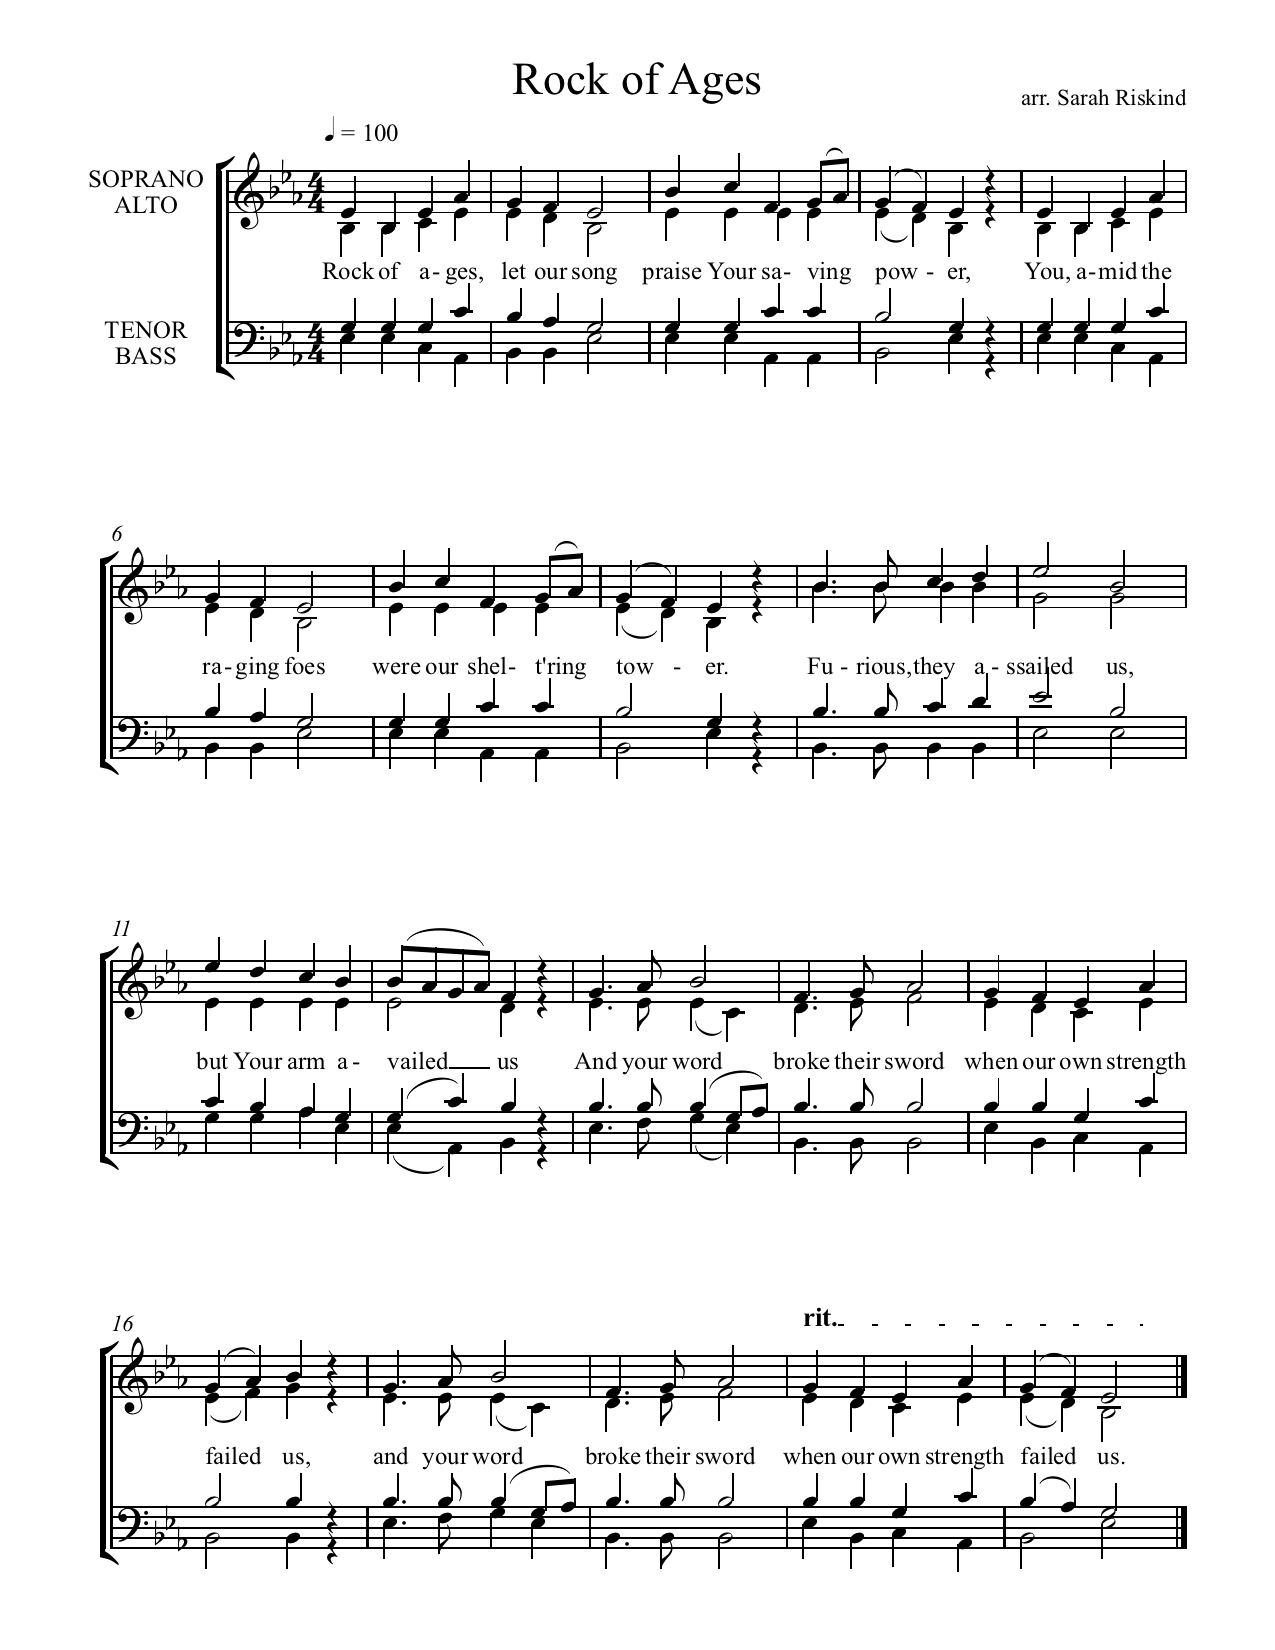 Rock of Ages
arr. Sarah Riskind
♩ = 100
SOPRANO
ALTO
Rock of a- ges, let our song praise Your sa- ving pow - er, You, a-mid the
TENOR
BASS
6
ra-ging foes were our shel- t'ring tow - er. Fu - rious,they a - ssailed us,
11
but Your arm a - vailed us And your word broke their sword when our own strength
rit.
16
failed us, and your word broke their sword when our own strength failed us.